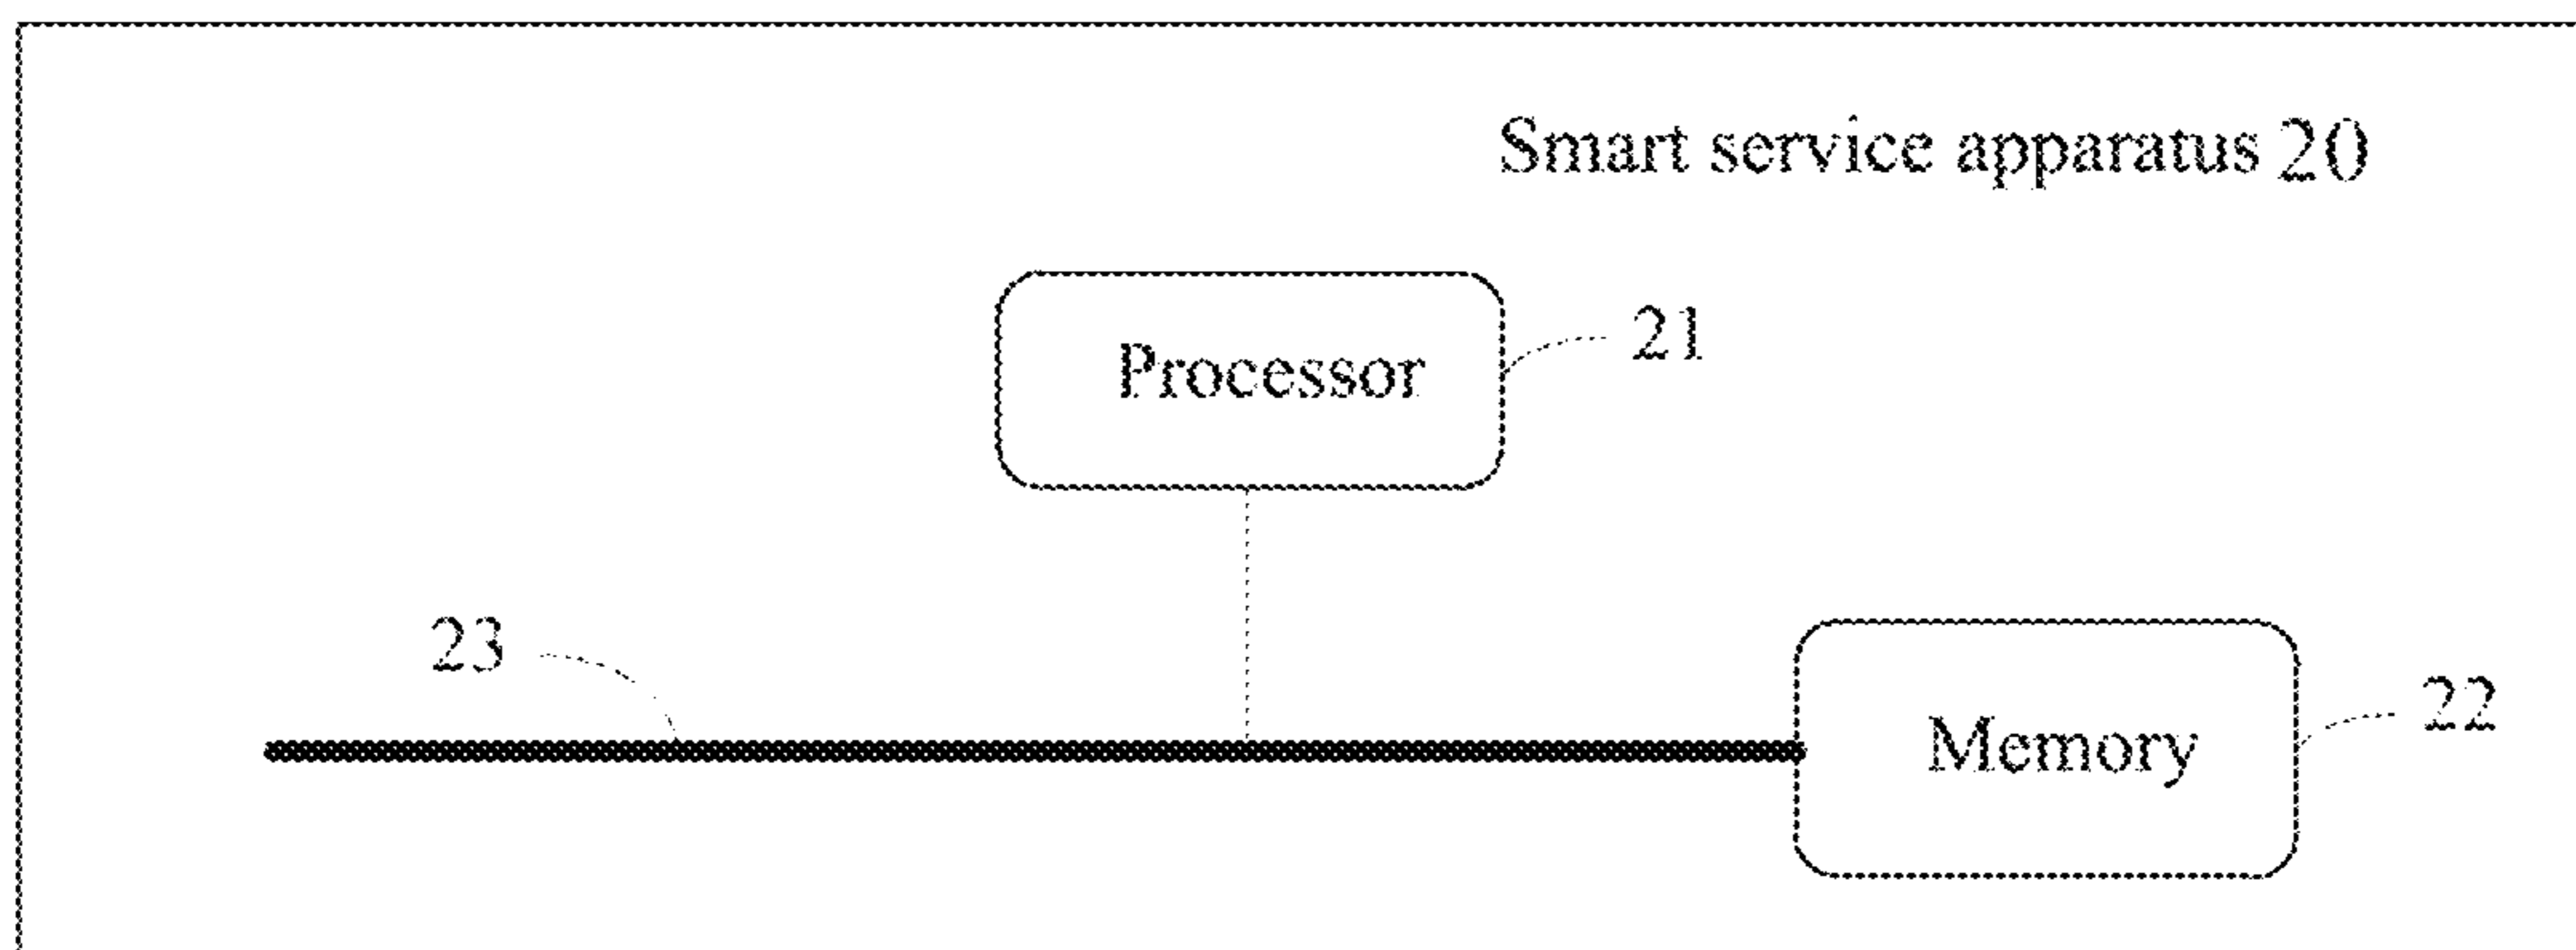 Smart service apparatus 20
Processor
21
23
Memory
22